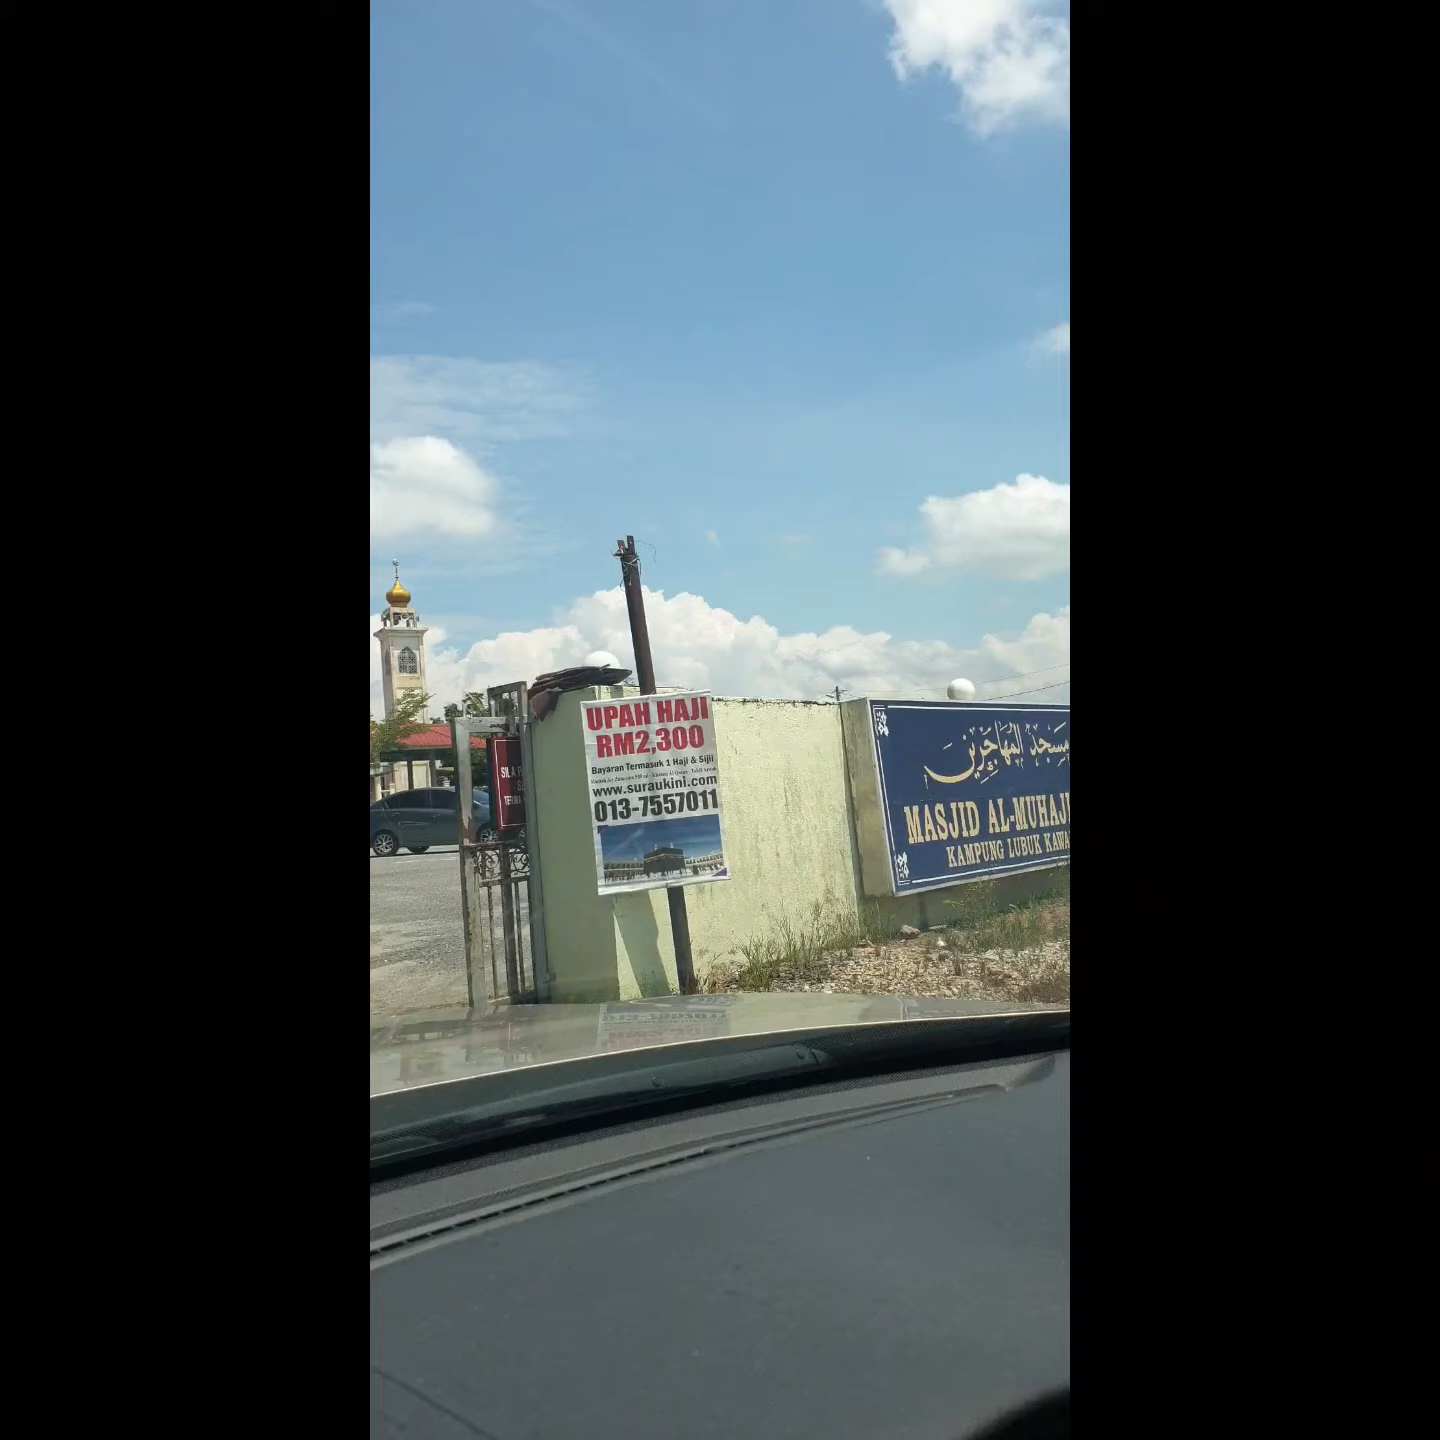 UPAH HAJI
RM2,300
Bayaran Termasuk 1 Haji & Sijil
www.suraukini.com
013-7557011
SILA
مسجد المهاجرين
MASJID AL-MUHAJI
KAMPUNG LUBUK KAWA